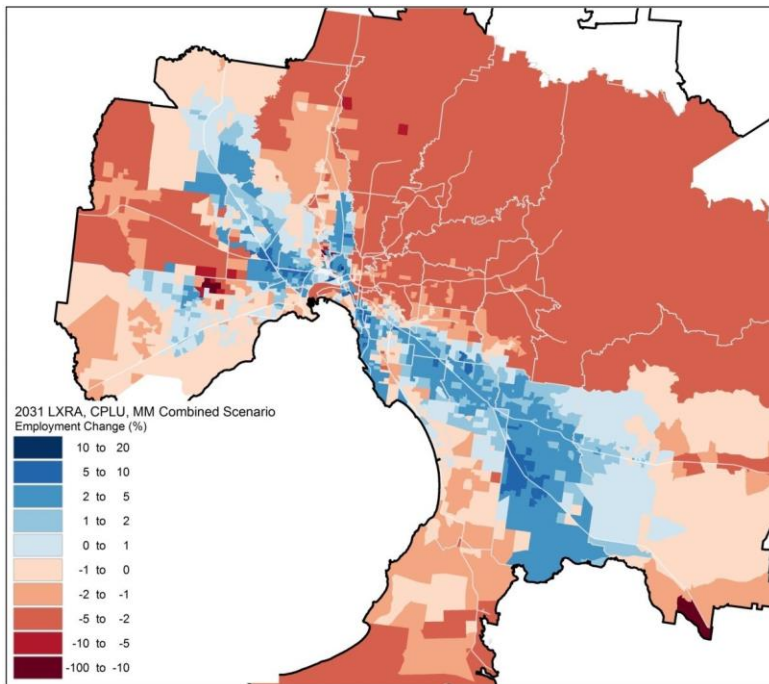 2031 LXRA, CPLU, MM Combined Scenario
Employment Change (%)
10 to 20
5 to 10
2 to 5
1 to 2
0 to 1
-1 to 0
-2 to -1
-5 to -2
-10 to -5
-100 to -10